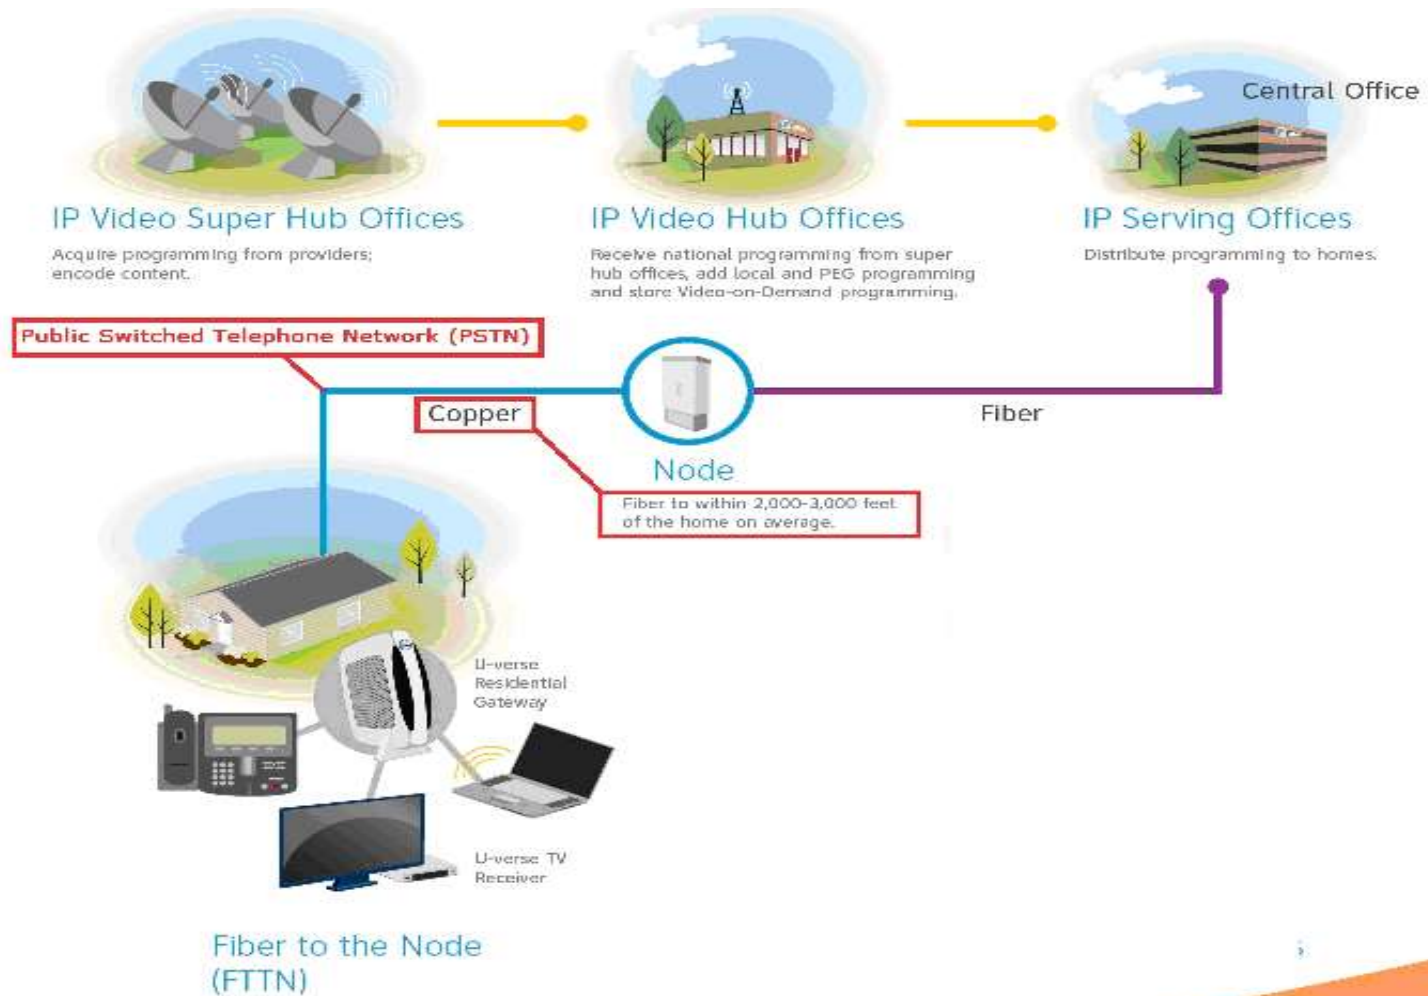 Central Office
IP Video Super Hub Offices
Acquire programming from providers;
encode content.
IP Video Hub Offices
Receive national programming from super
hub offices, add local and PEG programming
and store Video-on-Demand programming.
IP Serving Offices
Distribute programming to homes.
Public Switched Telephone Network (PSTN)
Copper
Fiber
Node
Fiber to within 2,000-3,000 feet
of the home on average.
U-verse
Residential
Gateway
U-verse TV
Receiver
Fiber to the Node
(FTTN)